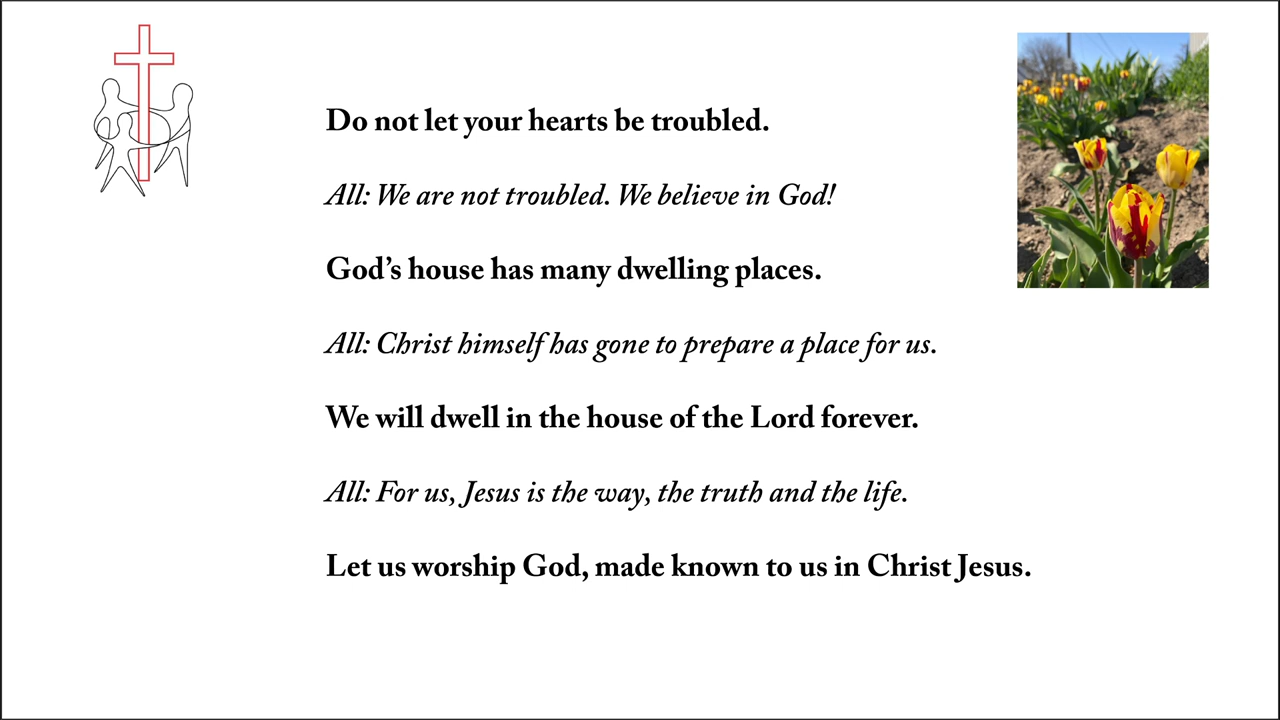 Do not let your hearts be troubled.
All: We are not troubled. We believe in God!
God’s house has many dwelling places.
All: Christ himself has gone to prepare a place for us.
We will dwell in the house of the Lord forever.
All: For us, Jesus is the way, the truth and the life.
Let us worship God, made known to us in Christ Jesus.